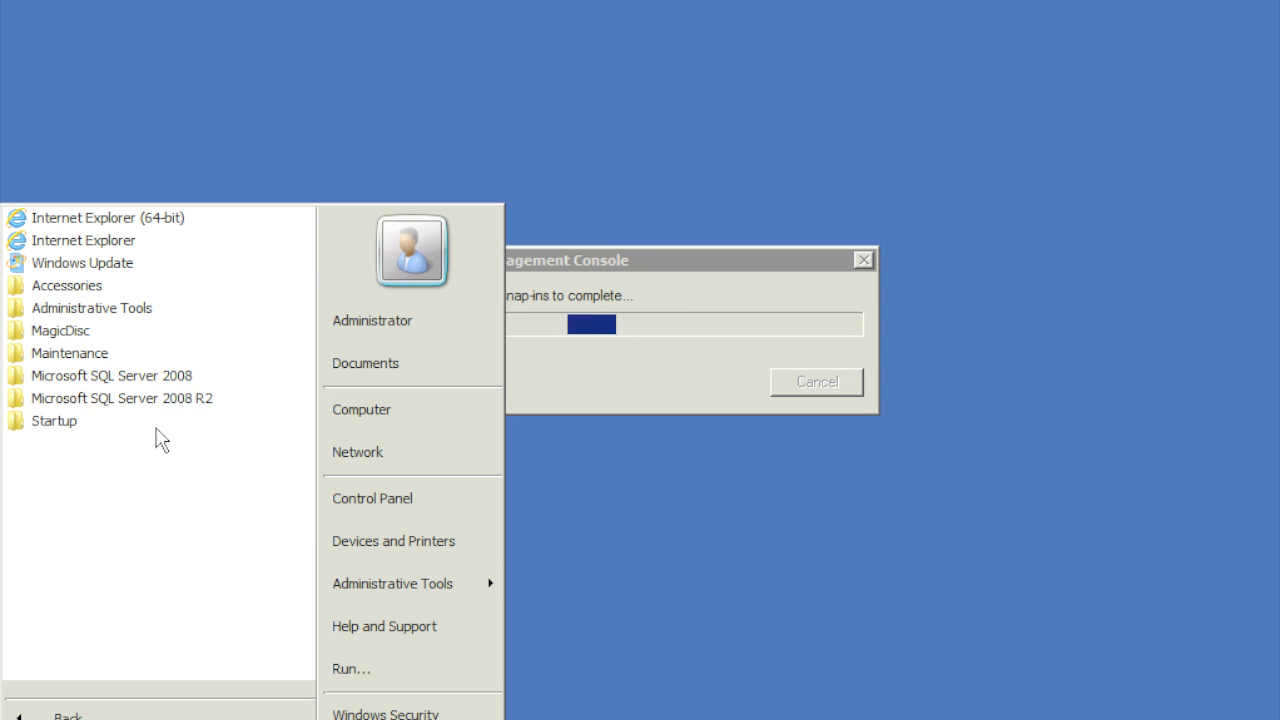 Internet Explorer (64-bit)
Internet Explorer
Windows Update
Accessories
Administrative Tools
MagicDisc
Maintenance
Microsoft SQL Server 2008
Microsoft SQL Server 2008 R2
Startup
Back
Administrator
Documents
Computer
Network
Control Panel
Devices and Printers
Administrative Tools
Help and Support
Run...
Windows Security
agement Console
nap-ins to complete...
Cancel